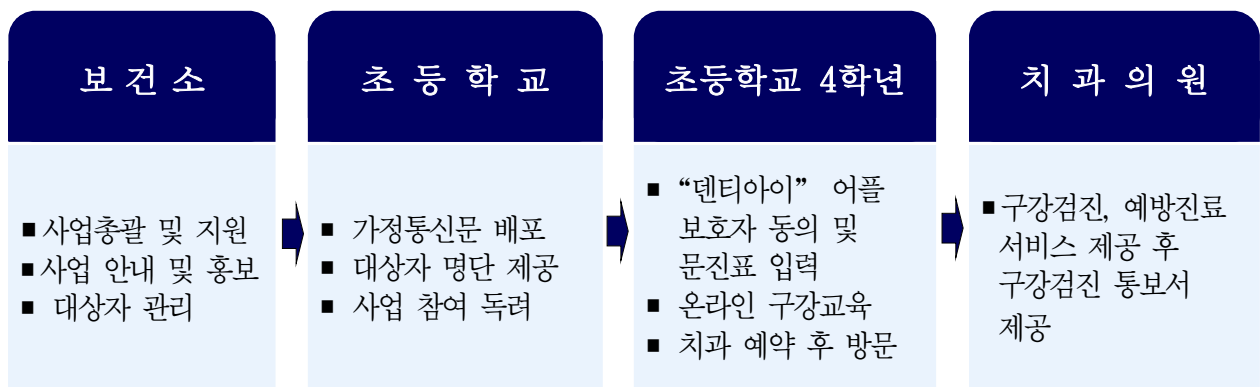 보 건 소
■ 사업총괄 및 지원
■ 사업 안내 및 홍보
■ 대상자 관리
초 등 학 교
■ 가정통신문 배포
■ 대상자 명단 제공
■ 사업 참여 독려
초등학교 4학년
■ “덴티아이” 어플
보호자 동의 및
문진표 입력
■ 온라인 구강교육
■ 치과 예약 후 방문
치 과 의 원
■ 구강검진, 예방진료
서비스 제공 후
구강검진 통보서
제공